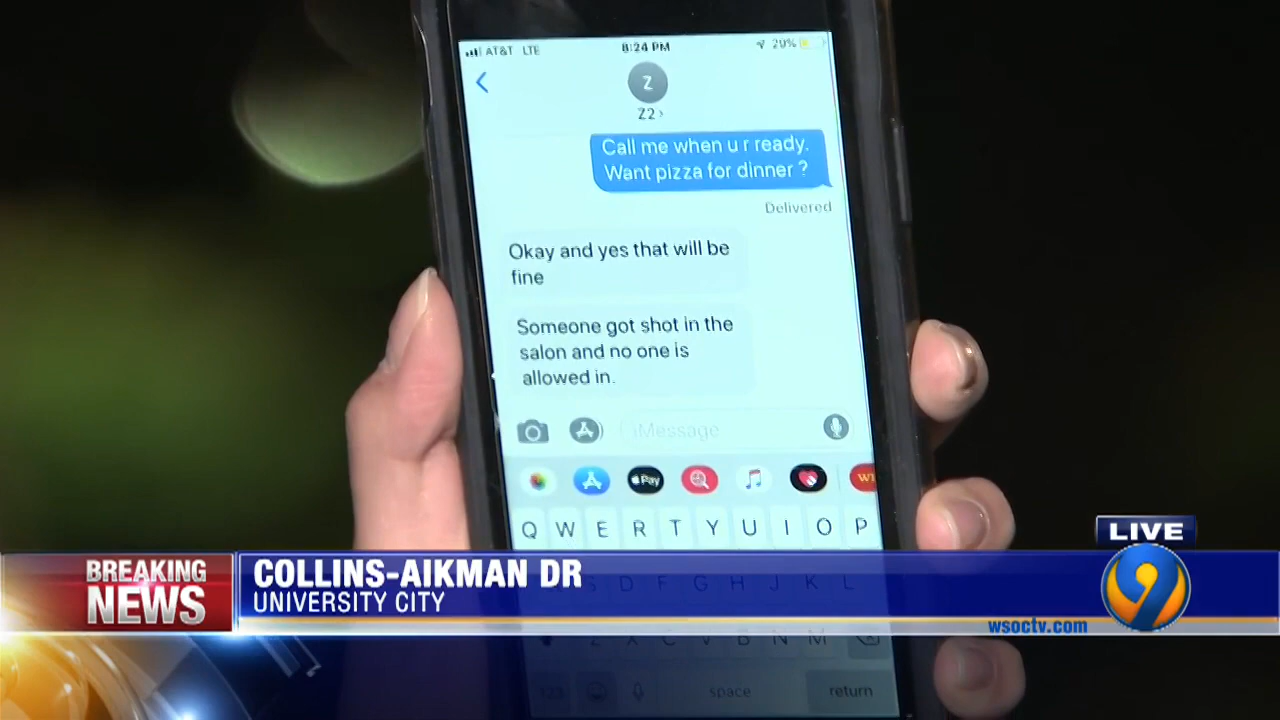 AT&T LTE 8:24 PM 29%
Z
Z2 >
Call me when u r ready.
Want pizza for dinner ?
Delivered
Okay and yes that will be
fine
Someone got shot in the
salon and no one is
allowed in.
iMessage
Pay
Q W E R T Y U I O P
S D F G H J K L
Z X C V B N M
123 space return
LIVE
BREAKING
NEWS
COLLINS-AIKMAN DR
UNIVERSITY CITY
9
wsoctv.com